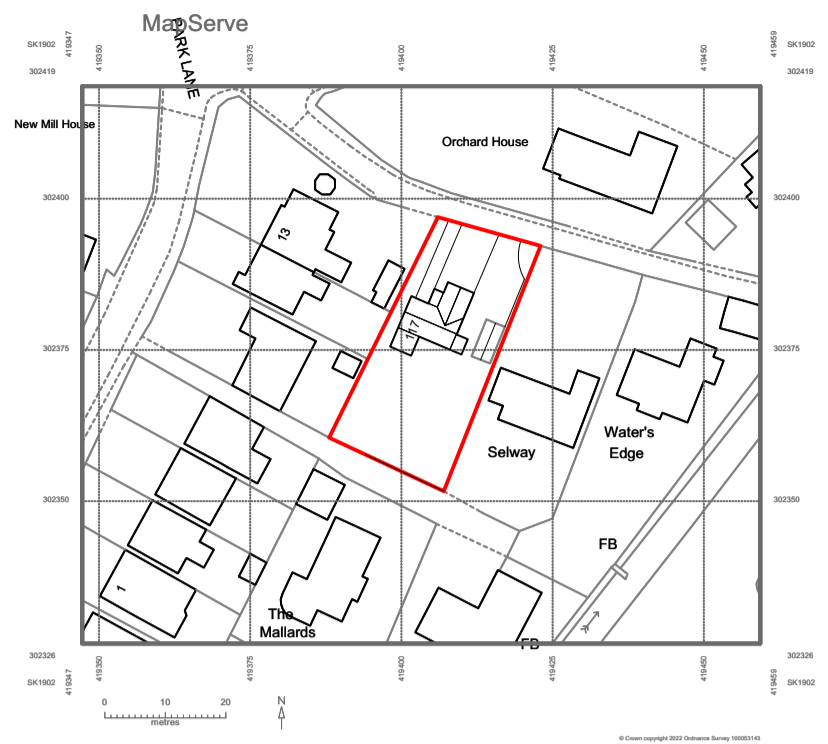 MapServe
PARK LANE
SK1902
419347
419350
419375
419400
419425
419450
419459
SK1902
302419
302419
New Mill House
Orchard House
302400
302400
13
117
302375
302375
Selway
Water's
Edge
302350
302350
FB
1
The
Mallards
FB
302326
302326
SK1902
419347
419350
419375
419400
419425
419450
419459
SK1902
0 10 20
metres
N
© Crown copyright 2022 Ordnance Survey 100053143